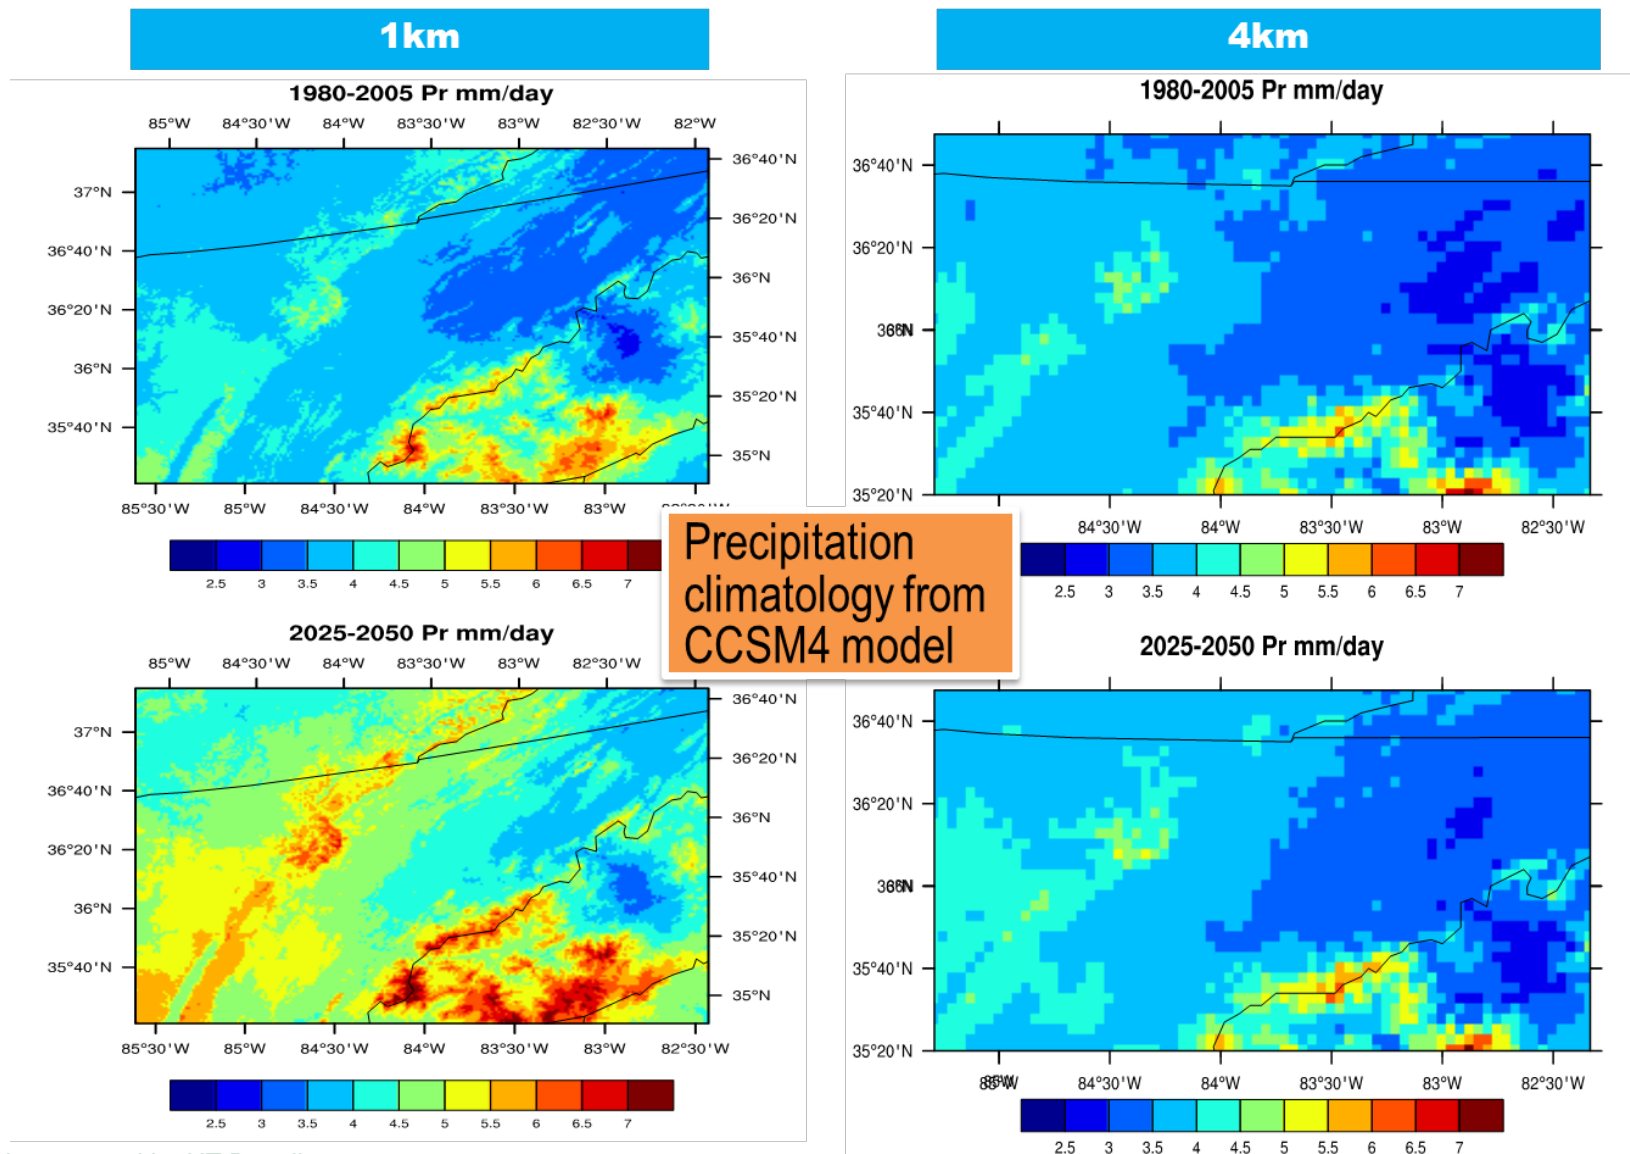 1km
4km
1980-2005 Pr mm/day
85°W 84°30'W 84°W 83°30'W 83°W 82°30'W 82°W
37°N
36°40'N
36°20'N
36°N
35°40'N
36°40'N
36°20'N
36°N
35°40'N
35°20'N
35°N
85°30'W 85°W 84°30'W 84°W 83°30'W 83°W
2.5 3 3.5 4 4.5 5 5.5 6 6.5 7
1980-2005 Pr mm/day
36°40'N
36°20'N
35°40'N
35°20'N
84°30'W 84°W 83°30'W 83°W 82°30'W
2.5 3 3.5 4 4.5 5 5.5 6 6.5 7
Precipitation
climatology from
CCSM4 model
2025-2050 Pr mm/day
85°W 84°30'W 84°W 83°30'W 83°W 82°30'W
37°N
36°40'N
36°20'N
36°N
35°40'N
36°40'N
36°20'N
36°N
35°40'N
35°20'N
35°N
85°30'W 85°W 84°30'W 84°W 83°30'W 83°W 82°30'W
2.5 3 3.5 4 4.5 5 5.5 6 6.5 7
2025-2050 Pr mm/day
36°40'N
36°20'N
35°40'N
35°20'N
84°30'W 84°W 83°30'W 83°W 82°30'W
2.5 3 3.5 4 4.5 5 5.5 6 6.5 7